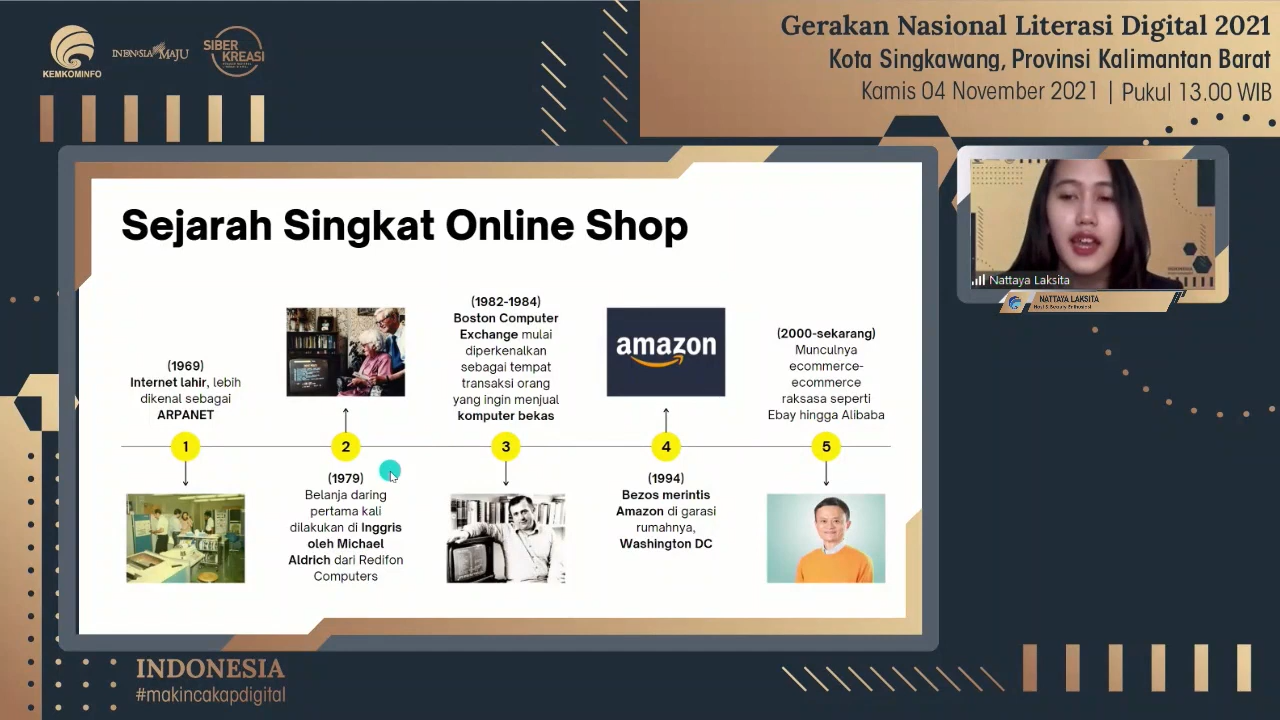 KEMKOMINFO
INDONESIA MAJU
SIBER
KREASI
Gerakan Nasional Literasi Digital 2021
Kota Singkawang, Provinsi Kalimantan Barat
Kamis 04 November 2021 | Pukul 13.00 WIB
Sejarah Singkat Online Shop
(1969)
Internet lahir, lebih
dikenal sebagai
ARPANET
1
2
(1979)
Belanja daring
pertama kali
dilakukan di Inggris
oleh Michael
Aldrich dari Redifon
Computers
(1982-1984)
Boston Computer
Exchange mulai
diperkenalkan
sebagai tempat
transaksi orang
yang ingin menjual
komputer bekas
3
amazon
4
(1994)
Bezos merintis
Amazon di garasi
rumahnya,
Washington DC
(2000-sekarang)
Munculnya
ecommerce-
ecommerce
raksasa seperti
Ebay hingga Alibaba
5
Nattaya Laksita
NATTAYA LAKSITA
Host & Beauty Enthusiast
INDONESIA
#makincakapdigital